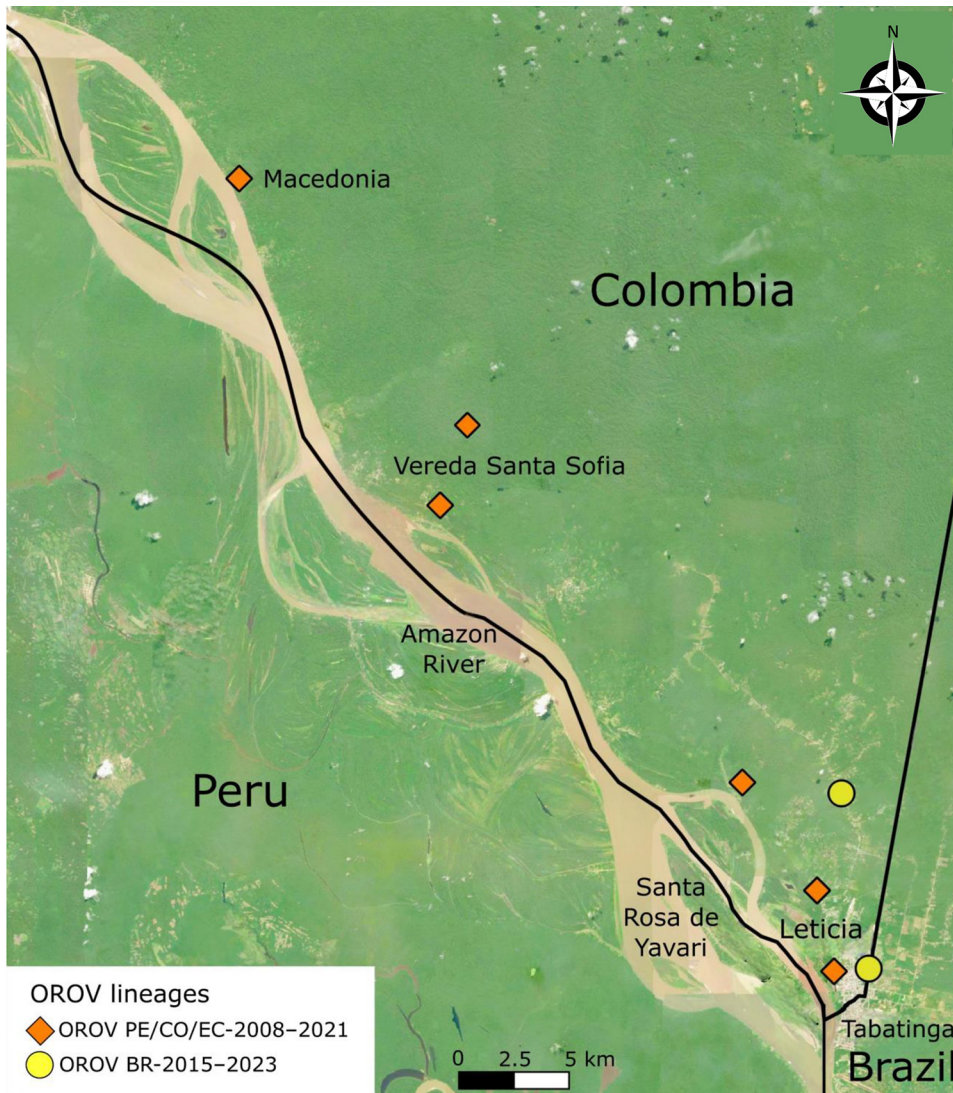 N
Macedonia
Colombia
Vereda Santa Sofia
Amazon
River
Peru
Santa
Rosa de
Yavari
Leticia
Tabatinga
Brazil
OROV lineages
OROV PE/CO/EC-2008–2021
OROV BR-2015–2023
0 2.5 5 km